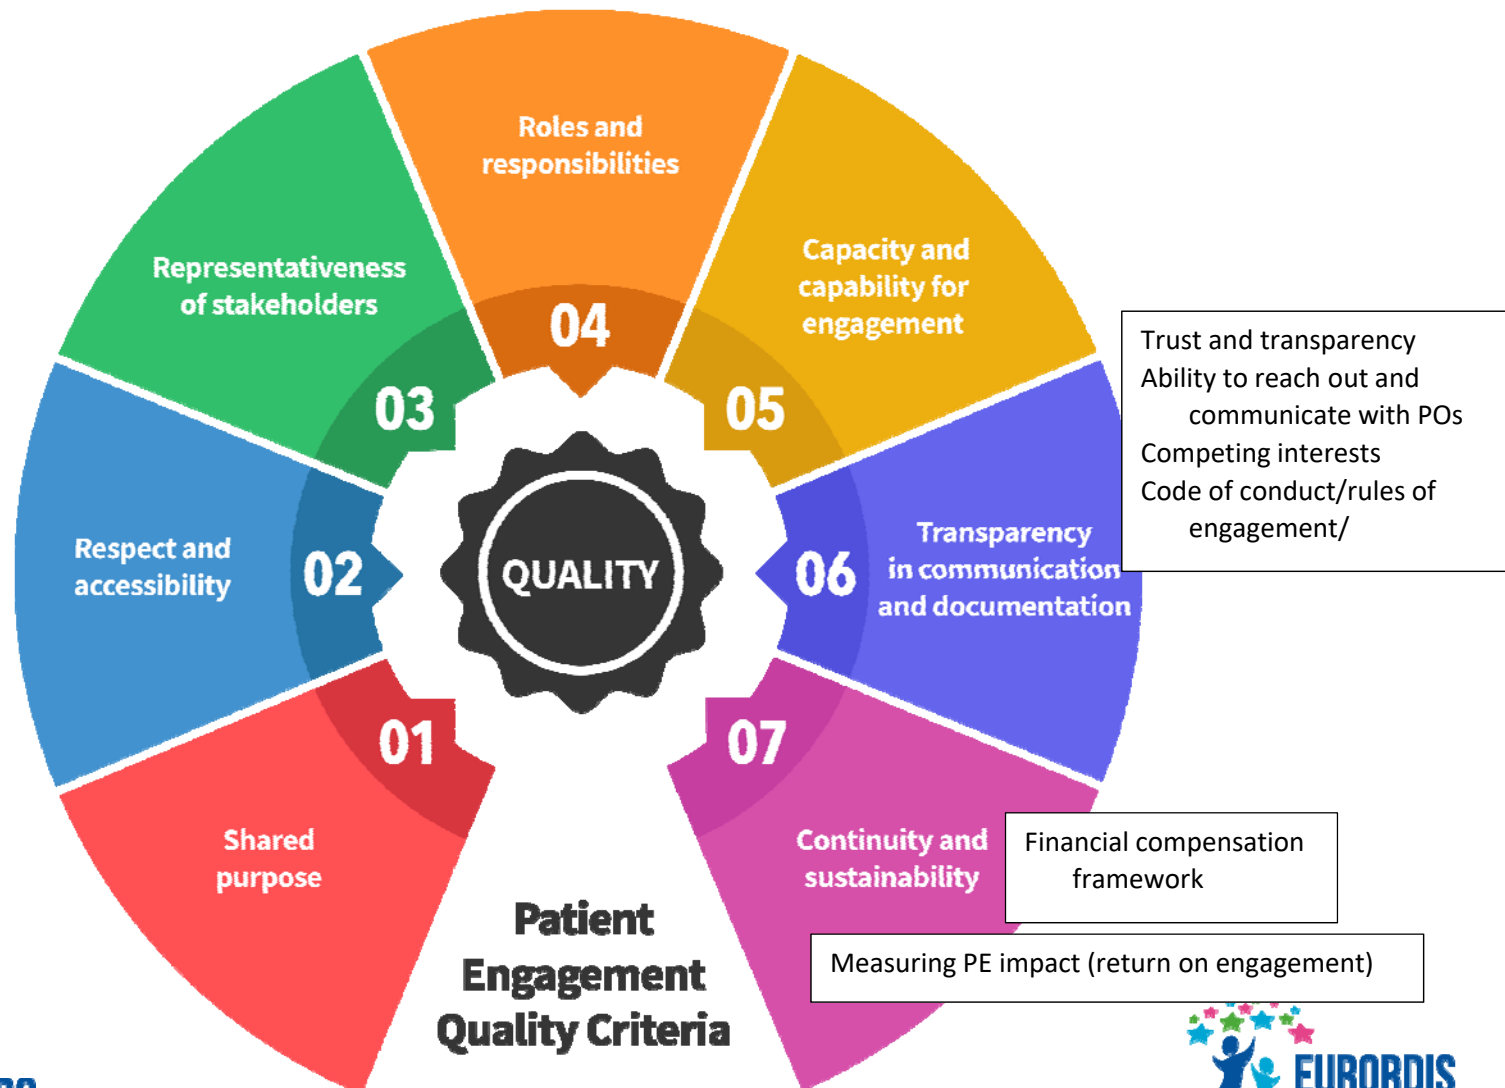 Roles and
responsibilities
04
Representativeness
of stakeholders
03
Capacity and
capability for
engagement
05
Respect and
accessibility
02
QUALITY
Transparency
in communication
and documentation
06
Trust and transparency
Ability to reach out and
communicate with POs
Competing interests
Code of conduct/rules of
engagement/
01
Shared
purpose
07
Continuity and
sustainability
Financial compensation
framework
Measuring PE impact (return on engagement)
Patient
Engagement
Quality Criteria
EURORDIS